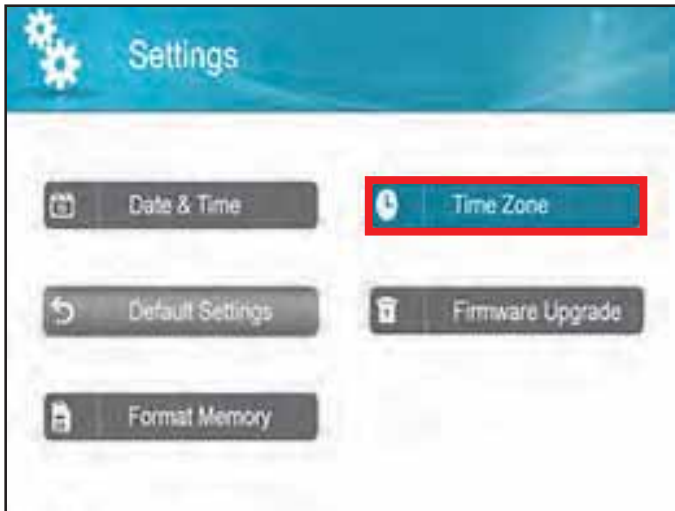 Settings
Date & Time
Time Zone
Default Settings
Firmware Upgrade
Format Memory